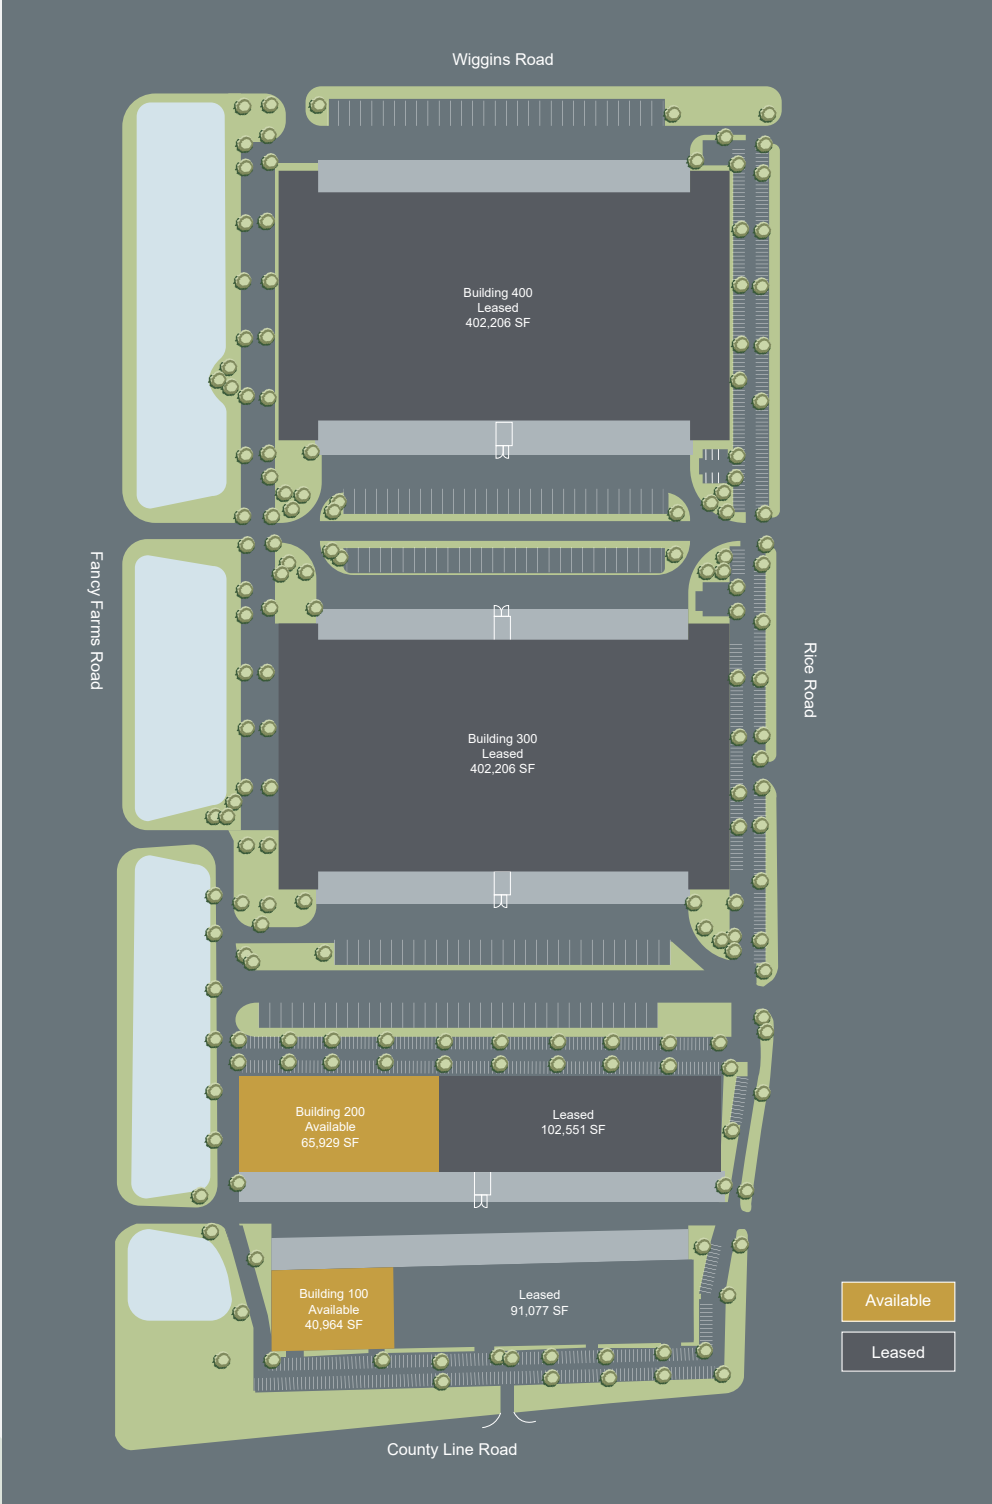 Wiggins Road
Building 400
Leased
402,206 SF
Fancy Farms Road
Rice Road
Building 300
Leased
402,206 SF
Building 200
Available
65,929 SF
Leased
102,551 SF
Building 100
Available
40,964 SF
Leased
91,077 SF
Available
Leased
County Line Road